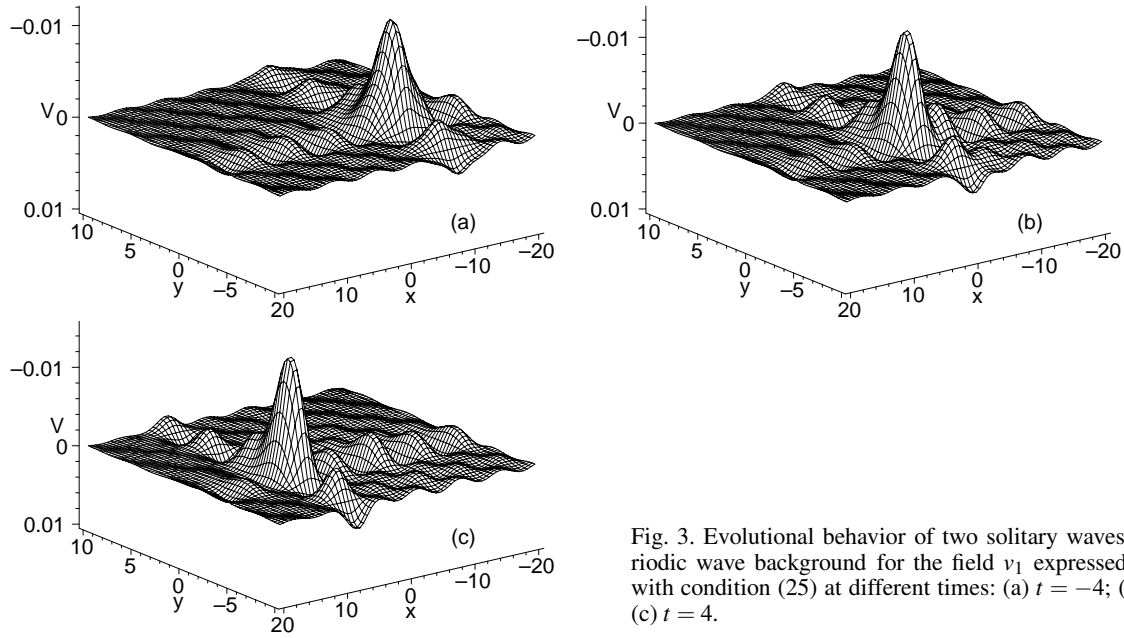 −0.01
V
0
0.01
10
5
0
y
−5
20
10
0
x
−10
−20
(a)
−0.01
V
0
0.01
10
5
0
y
−5
20
10
0
x
−10
−20
(b)
−0.01
V
0
0.01
10
5
0
y
−5
20
10
0
x
−10
−20
(c)
Fig. 3. Evolutional behavior of two solitary waves
riodic wave background for the field v₁ expressed
with condition (25) at different times: (a) t = −4; (
(c) t = 4.